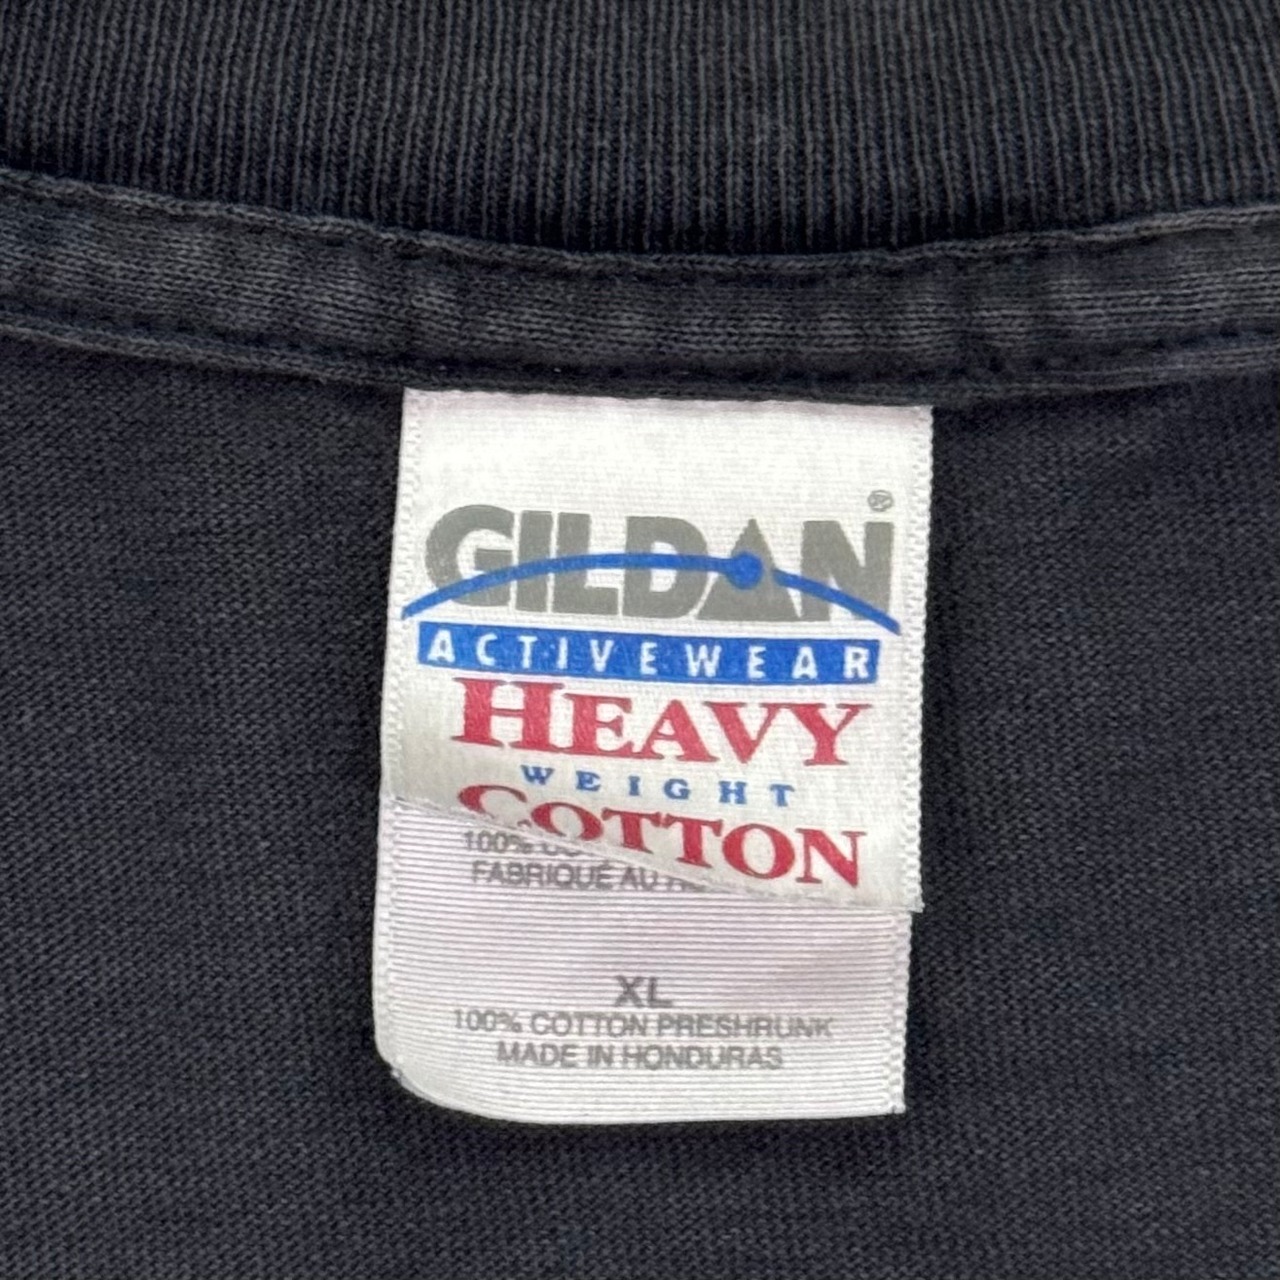 GILDAN®
ACTIVEWEAR
HEAVY
WEIGHT
COTTON
100%
FABRIQUÉ AU
XL
100% COTTON PRESHRUNK
MADE IN HONDURAS